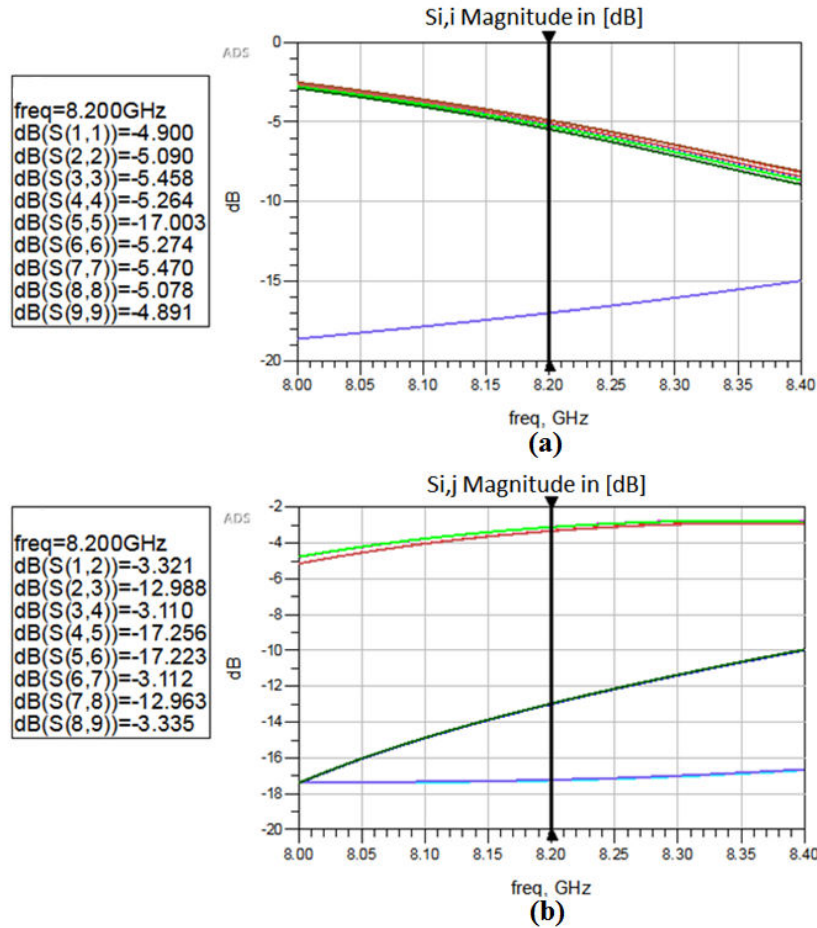 Si,i Magnitude in [dB]
ADS
freq=8.200GHz
dB(S(1,1))=-4.900
dB(S(2,2))=-5.090
dB(S(3,3))=-5.458
dB(S(4,4))=-5.264
dB(S(5,5))=-17.003
dB(S(6,6))=-5.274
dB(S(7,7))=-5.470
dB(S(8,8))=-5.078
dB(S(9,9))=-4.891
dB
0
-5
-10
-15
-20
8.00 8.05 8.10 8.15 8.20 8.25 8.30 8.35 8.40
freq, GHz
(a)
Si,j Magnitude in [dB]
ADS
freq=8.200GHz
dB(S(1,2))=-3.321
dB(S(2,3))=-12.988
dB(S(3,4))=-3.110
dB(S(4,5))=-17.256
dB(S(5,6))=-17.223
dB(S(6,7))=-3.112
dB(S(7,8))=-12.963
dB(S(8,9))=-3.335
dB
-2
-4
-6
-8
-10
-12
-14
-16
-18
-20
8.00 8.05 8.10 8.15 8.20 8.25 8.30 8.35 8.40
freq, GHz
(b)